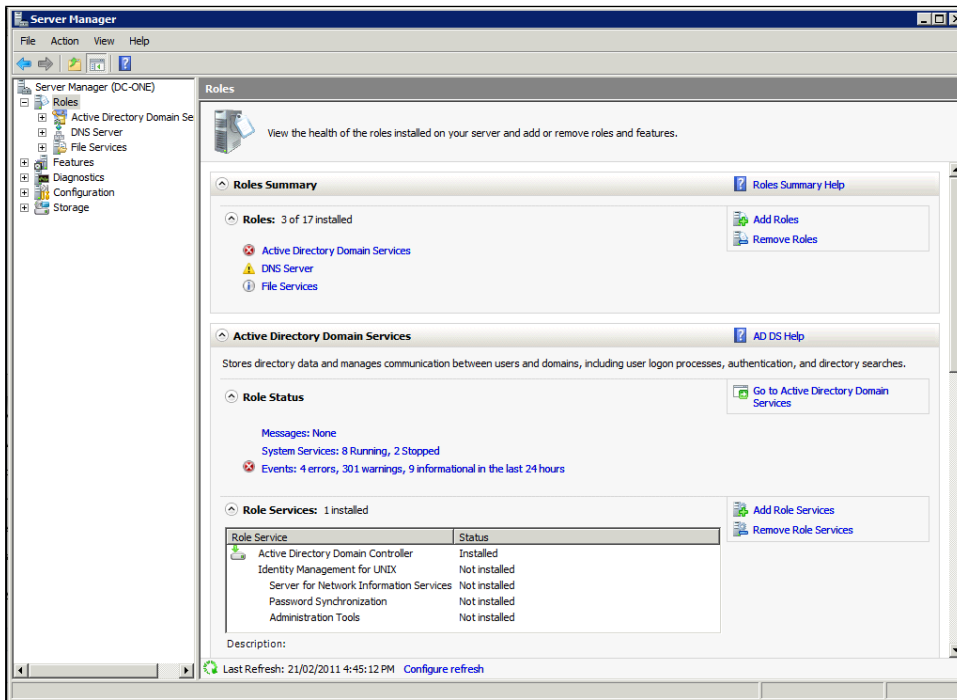 Server Manager
File Action View Help
Server Manager (DC-ONE)
Roles
Active Directory Domain Se
DNS Server
File Services
Features
Diagnostics
Configuration
Storage
Roles
View the health of the roles installed on your server and add or remove roles and features.
Roles Summary
Roles Summary Help
Roles: 3 of 17 installed
Add Roles
Remove Roles
Active Directory Domain Services
DNS Server
File Services
Active Directory Domain Services
AD DS Help
Stores directory data and manages communication between users and domains, including user logon processes, authentication, and directory searches.
Role Status
Go to Active Directory Domain
Services
Messages: None
System Services: 8 Running, 2 Stopped
Events: 4 errors, 301 warnings, 9 informational in the last 24 hours
Role Services: 1 installed
Add Role Services
Remove Role Services
Role Service Status
Active Directory Domain Controller Installed
Identity Management for UNIX Not installed
Server for Network Information Services Not installed
Password Synchronization Not installed
Administration Tools Not installed
Description:
Last Refresh: 21/02/2011 4:45:12 PM Configure refresh